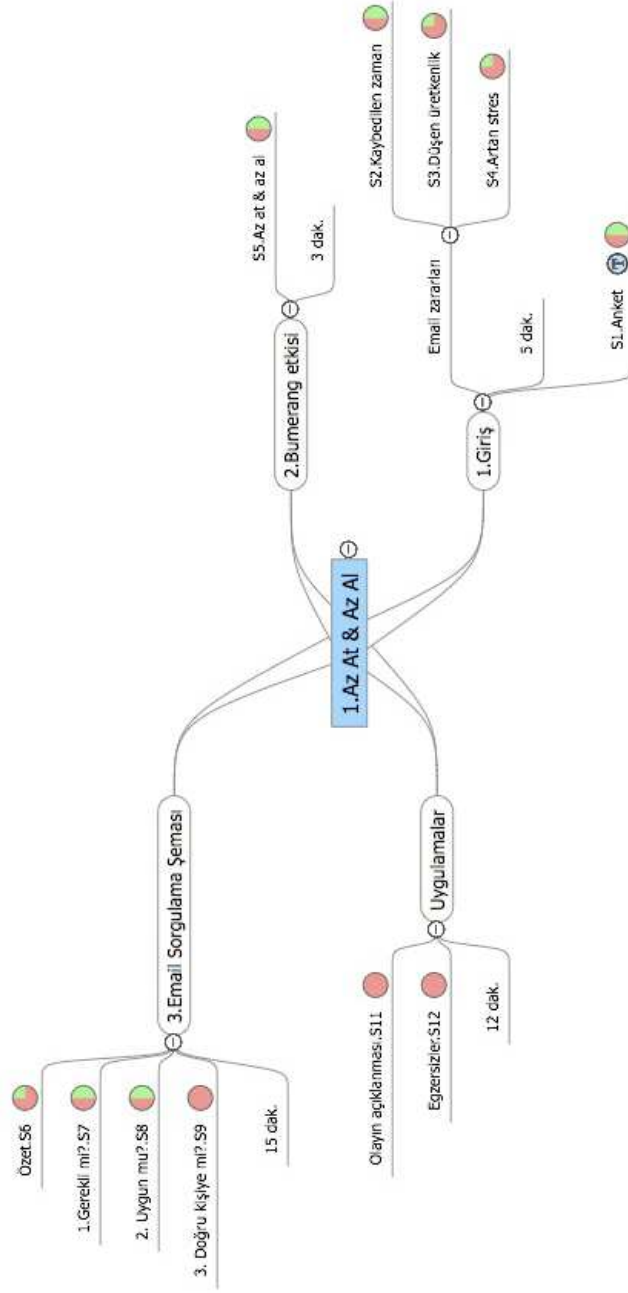 1.Az At & Az Al
1.Giriş
Email zararları
S2.Kaybedilen zaman
S3.Düşen üretkenlik
S4.Artan stres
5 dak.
S1.Anket
T
2.Bumerang etkisi
S5.Az at & az al
3 dak.
3.Email Sorgulama Şeması
Özet.S6
1.Gerekli mi?.S7
2. Uygun mu?.S8
3. Doğru kişiye mi?.S9
15 dak.
Uygulamalar
Olayın açıklanması.S11
Egzersizler.S12
12 dak.